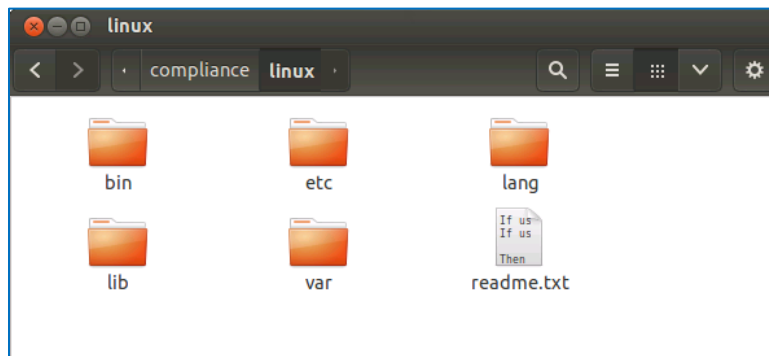 linux
compliance linux
bin etc lang
If us
If us
Then
lib var readme.txt